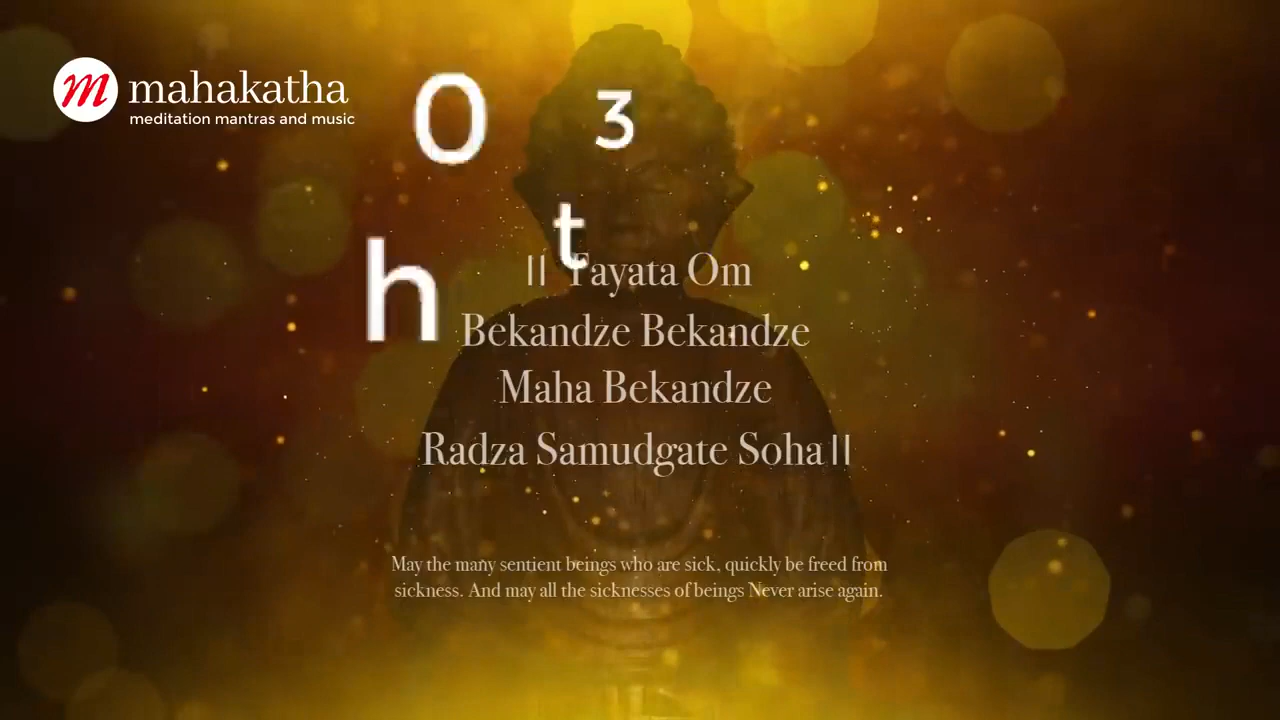 mahakatha
meditation mantras and music
0
3
t
h
|| Tayata Om
Bekandze Bekandze
Maha Bekandze
Radza Samudgate Soha ||
May the many sentient beings who are sick, quickly be freed from
sickness. And may all the sicknesses of beings Never arise again.